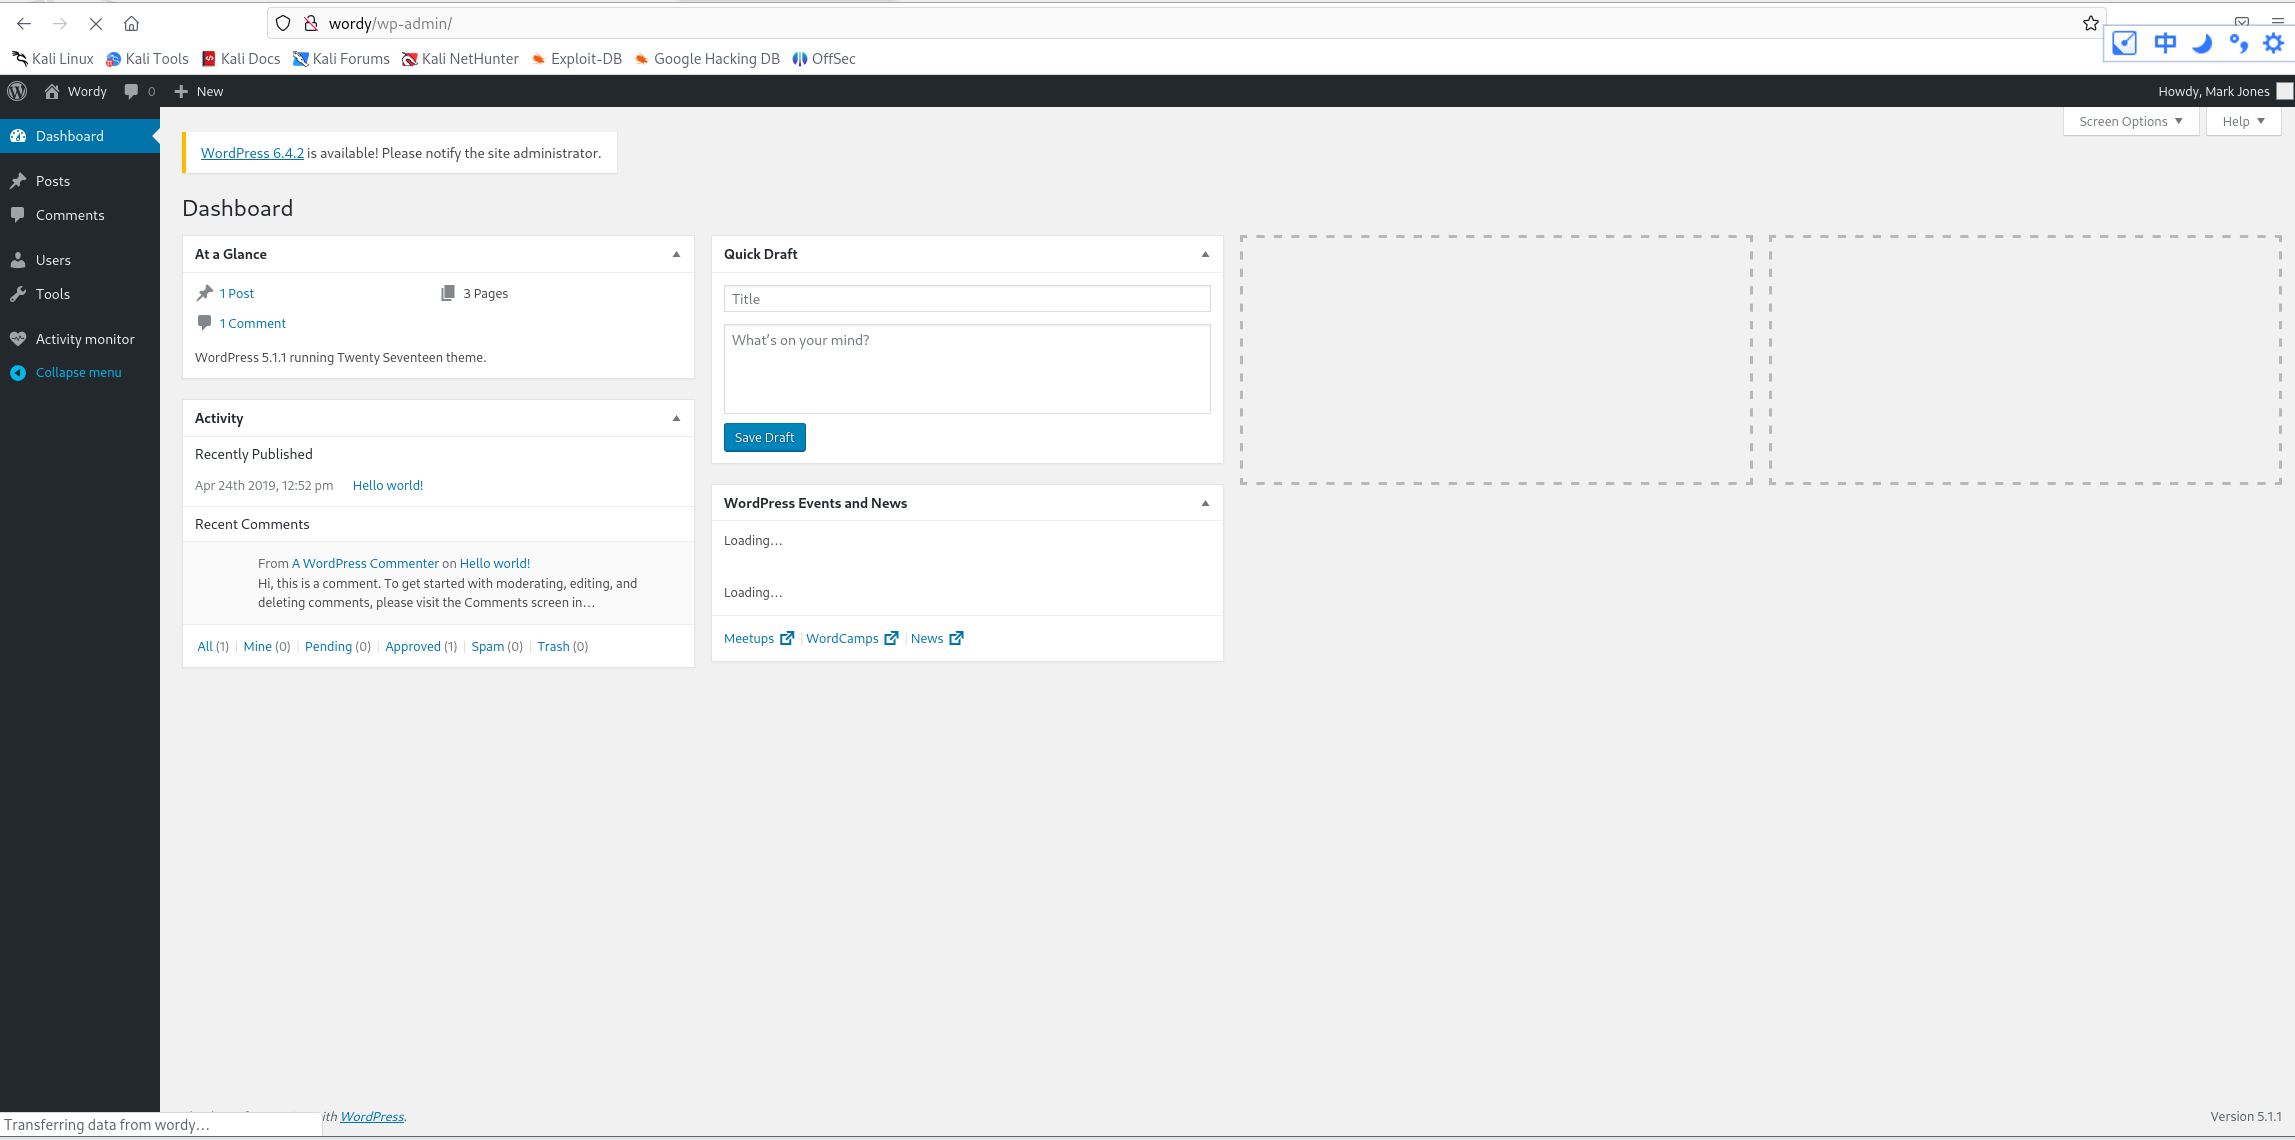 wordy/wp-admin/
中
Kali Linux Kali Tools Kali Docs Kali Forums Kali NetHunter Exploit-DB Google Hacking DB OffSec
Wordy 0 New Howdy, Mark Jones
Screen Options Help
Dashboard
Posts
Comments
Users
Tools
Activity monitor
Collapse menu
WordPress 6.4.2 is available! Please notify the site administrator.
Dashboard
At a Glance
1 Post 3 Pages
1 Comment
WordPress 5.1.1 running Twenty Seventeen theme.
Activity
Recently Published
Apr 24th 2019, 12:52 pm Hello world!
Recent Comments
From A WordPress Commenter on Hello world!
Hi, this is a comment. To get started with moderating, editing, and
deleting comments, please visit the Comments screen in…
All (1) | Mine (0) | Pending (0) | Approved (1) | Spam (0) | Trash (0)
Quick Draft
Title
What's on your mind?
Save Draft
WordPress Events and News
Loading…
Loading…
Meetups | WordCamps | News
WordPress.
Version 5.1.1
Transferring data from wordy…